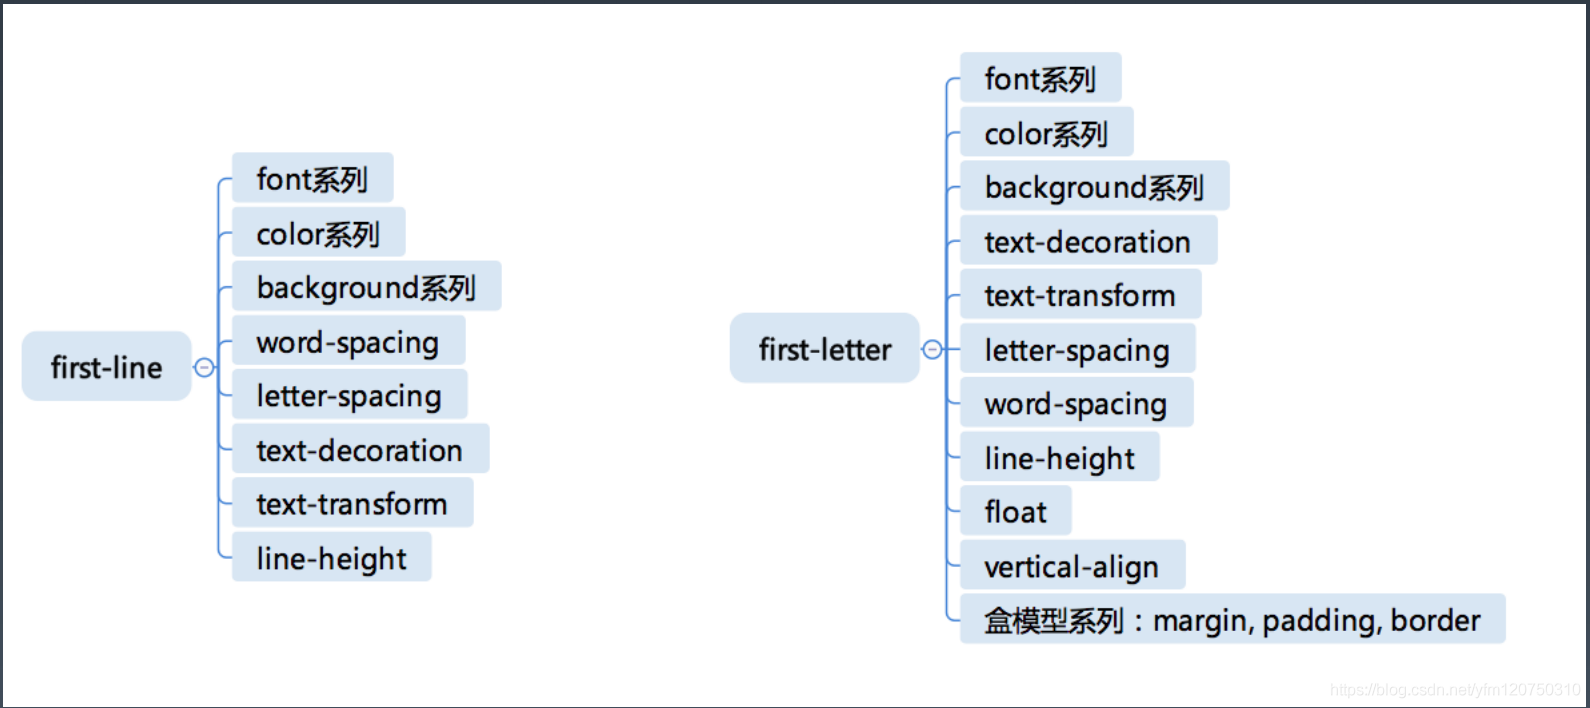 first-line
font系列
color系列
background系列
word-spacing
letter-spacing
text-decoration
text-transform
line-height
first-letter
font系列
color系列
background系列
text-decoration
text-transform
letter-spacing
word-spacing
line-height
float
vertical-align
盒模型系列：margin, padding, border
https://blog.csdn.net/yfm120750310